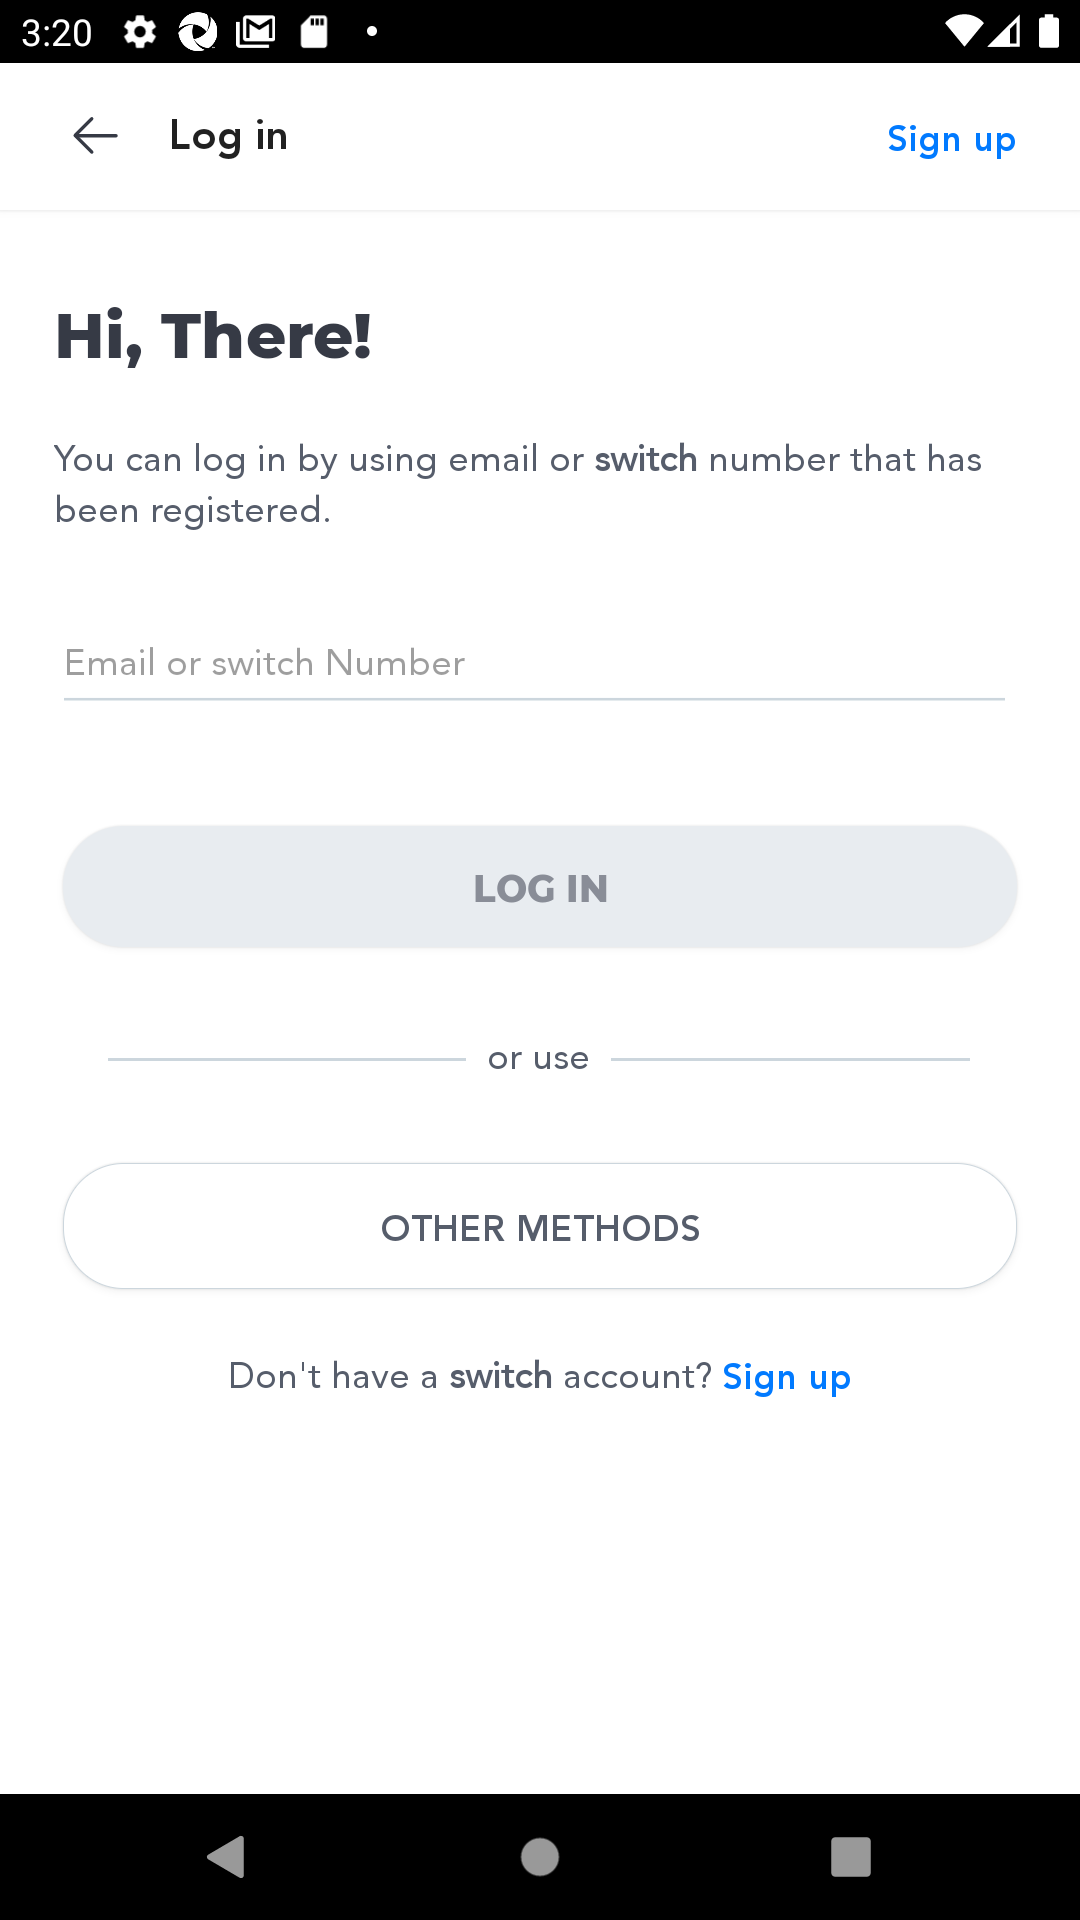 3:20
Log in
Sign up
Hi, There!
You can log in by using email or switch number that has
been registered.
Email or switch Number
LOG IN
or use
OTHER METHODS
Don't have a switch account? Sign up